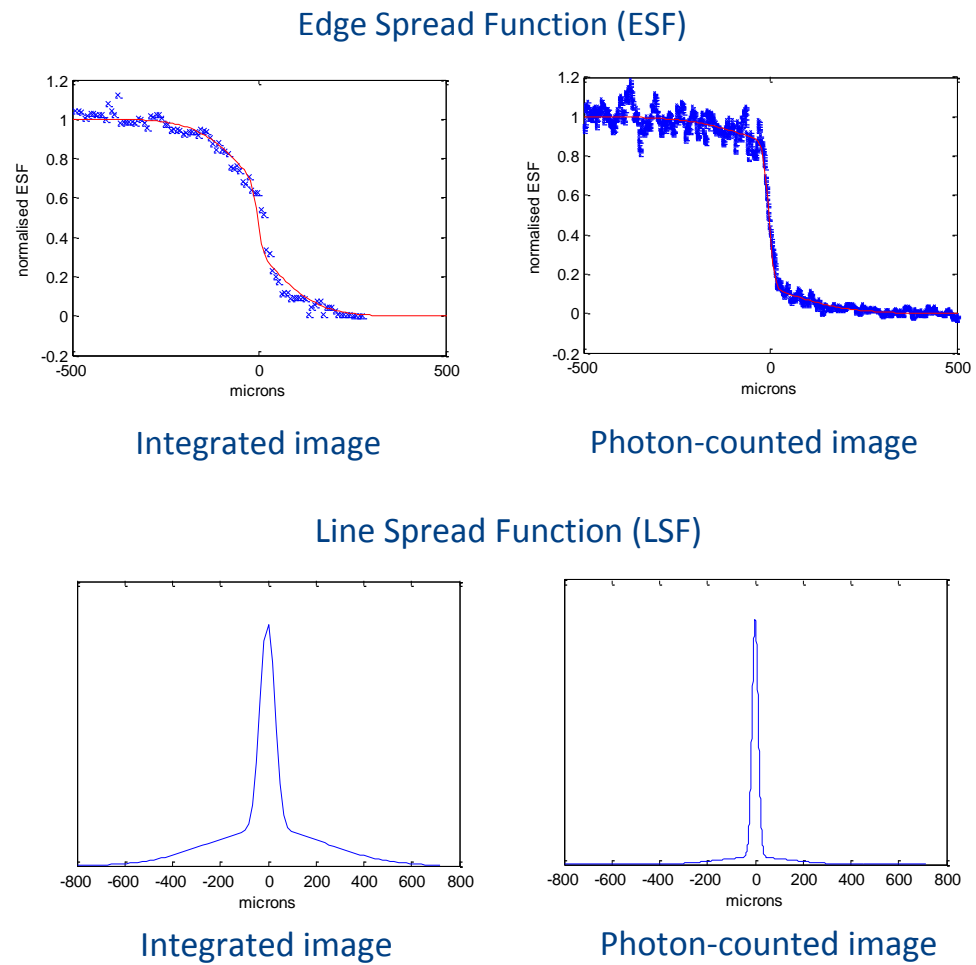 Edge Spread Function (ESF)
1.2
1
0.8
0.6
0.4
0.2
0
-0.2
-500 0 500
normalised ESF
microns
Integrated image
1.2
1
0.8
0.6
0.4
0.2
0
-0.2
-500 0 500
normalised ESF
microns
Photon-counted image
Line Spread Function (LSF)
-800 -600 -400 -200 0 200 400 600 800
microns
Integrated image
-800 -600 -400 -200 0 200 400 600 800
microns
Photon-counted image